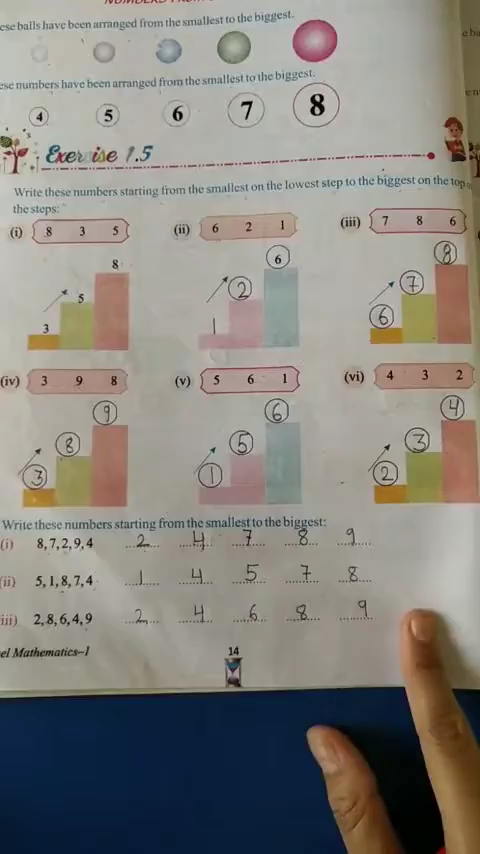 ese balls have been arranged from the smallest to the biggest.
ese numbers have been arranged from the smallest to the biggest.
4 5 6 7 8
Exercise 1.5
Write these numbers starting from the smallest on the lowest step to the biggest on the top
the steps:
(i) 8 3 5 (ii) 6 2 1 (iii) 7 8 6
3 5 8 1 2 6 6 7 8
(iv) 3 9 8 (v) 5 6 1 (vi) 4 3 2
3 8 9 1 5 6 2 3 4
Write these numbers starting from the smallest to the biggest:
(i) 8, 7, 2, 9, 4 2 4 7 8 9
(ii) 5, 1, 8, 7, 4 1 4 5 7 8
iii) 2, 8, 6, 4, 9 2 4 6 8 9
el Mathematics–1 14